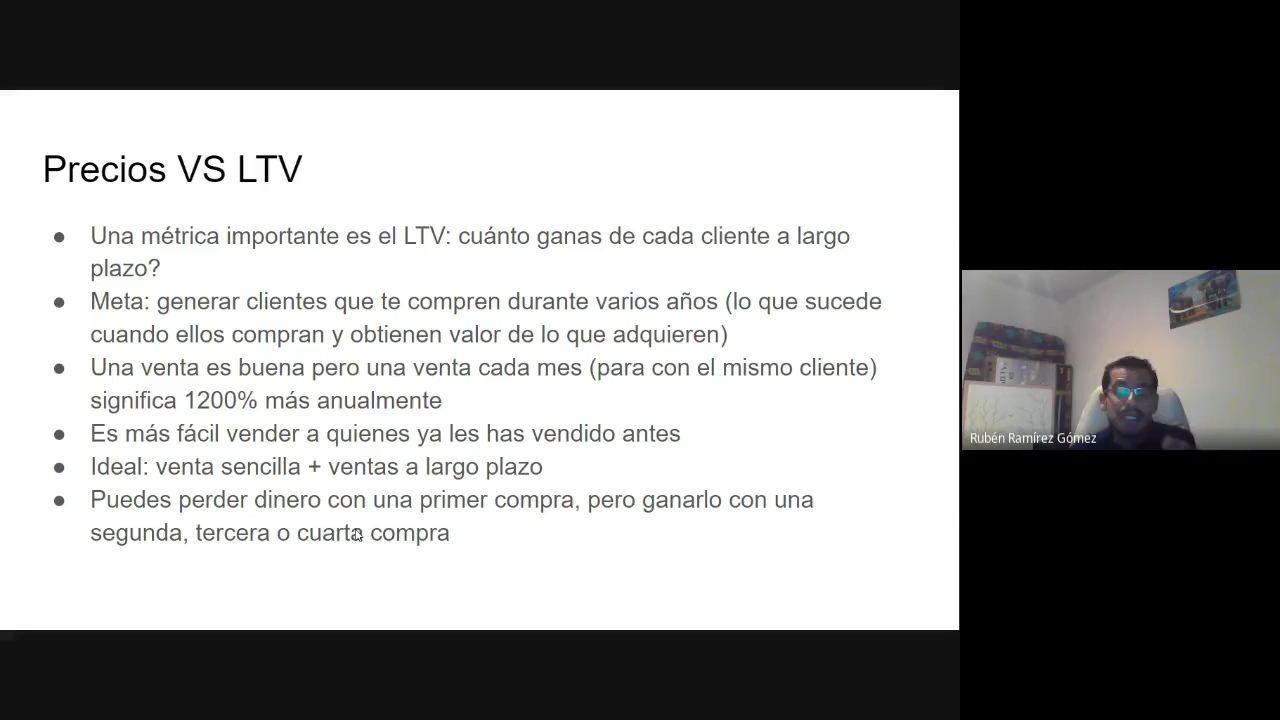 Precios VS LTV
● Una métrica importante es el LTV: cuánto ganas de cada cliente a largo
plazo?
● Meta: generar clientes que te compren durante varios años (lo que sucede
cuando ellos compran y obtienen valor de lo que adquieren)
● Una venta es buena pero una venta cada mes (para con el mismo cliente)
significa 1200% más anualmente
● Es más fácil vender a quienes ya les has vendido antes
● Ideal: venta sencilla + ventas a largo plazo
● Puedes perder dinero con una primer compra, pero ganarlo con una
segunda, tercera o cuarta compra
Rubén Ramírez Gómez